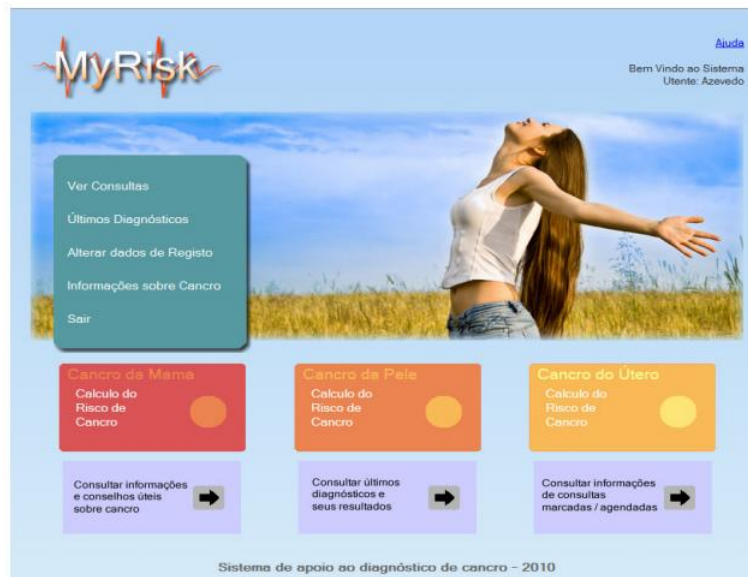 MyRisk
Ajuda
Bem Vindo ao Sistema
Utente: Azevedo
Ver Consultas
Últimos Diagnósticos
Alterar dados de Registo
Informações sobre Cancro
Sair
Cancro da Mama
Calculo do
Risco de
Cancro
Cancro da Pele
Calculo do
Risco de
Cancro
Cancro do Útero
Calculo do
Risco de
Cancro
Consultar informações
e conselhos úteis
sobre cancro
Consultar últimos
diagnósticos e
seus resultados
Consultar informações
de consultas
marcadas / agendadas
Sistema de apoio ao diagnóstico de cancro - 2010